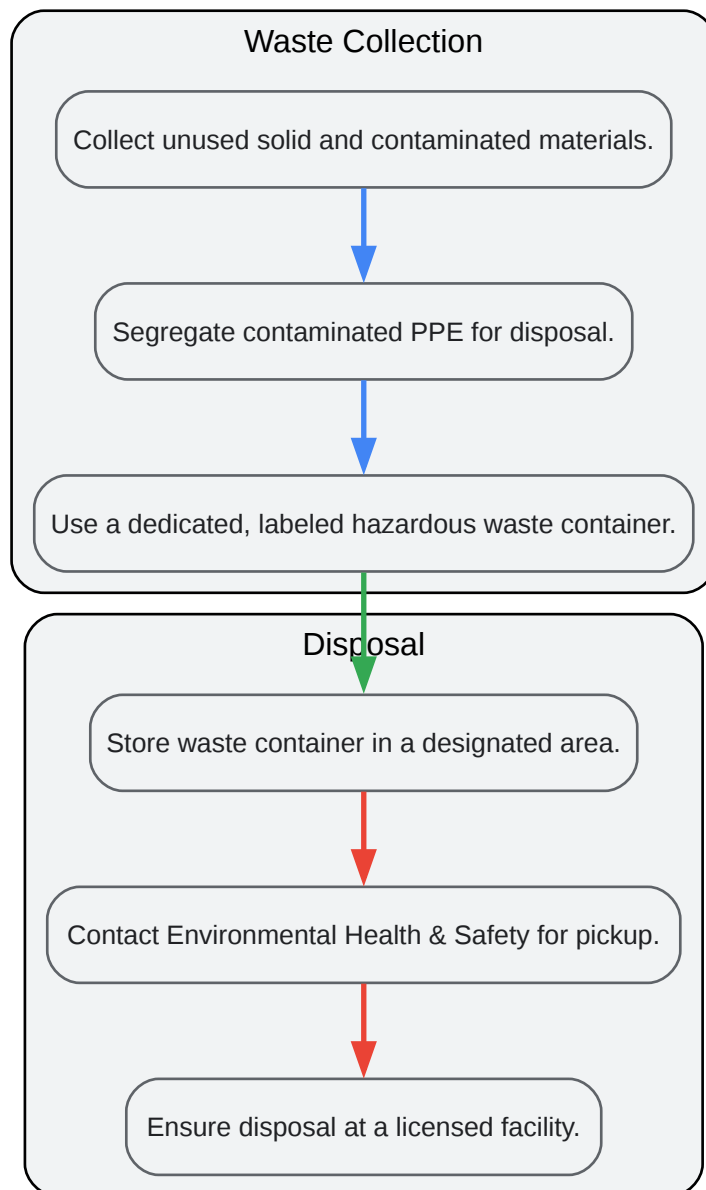 Waste Collection
Collect unused solid and contaminated materials.
Segregate contaminated PPE for disposal.
Use a dedicated, labeled hazardous waste container.
Disposal
Store waste container in a designated area.
Contact Environmental Health & Safety for pickup.
Ensure disposal at a licensed facility.